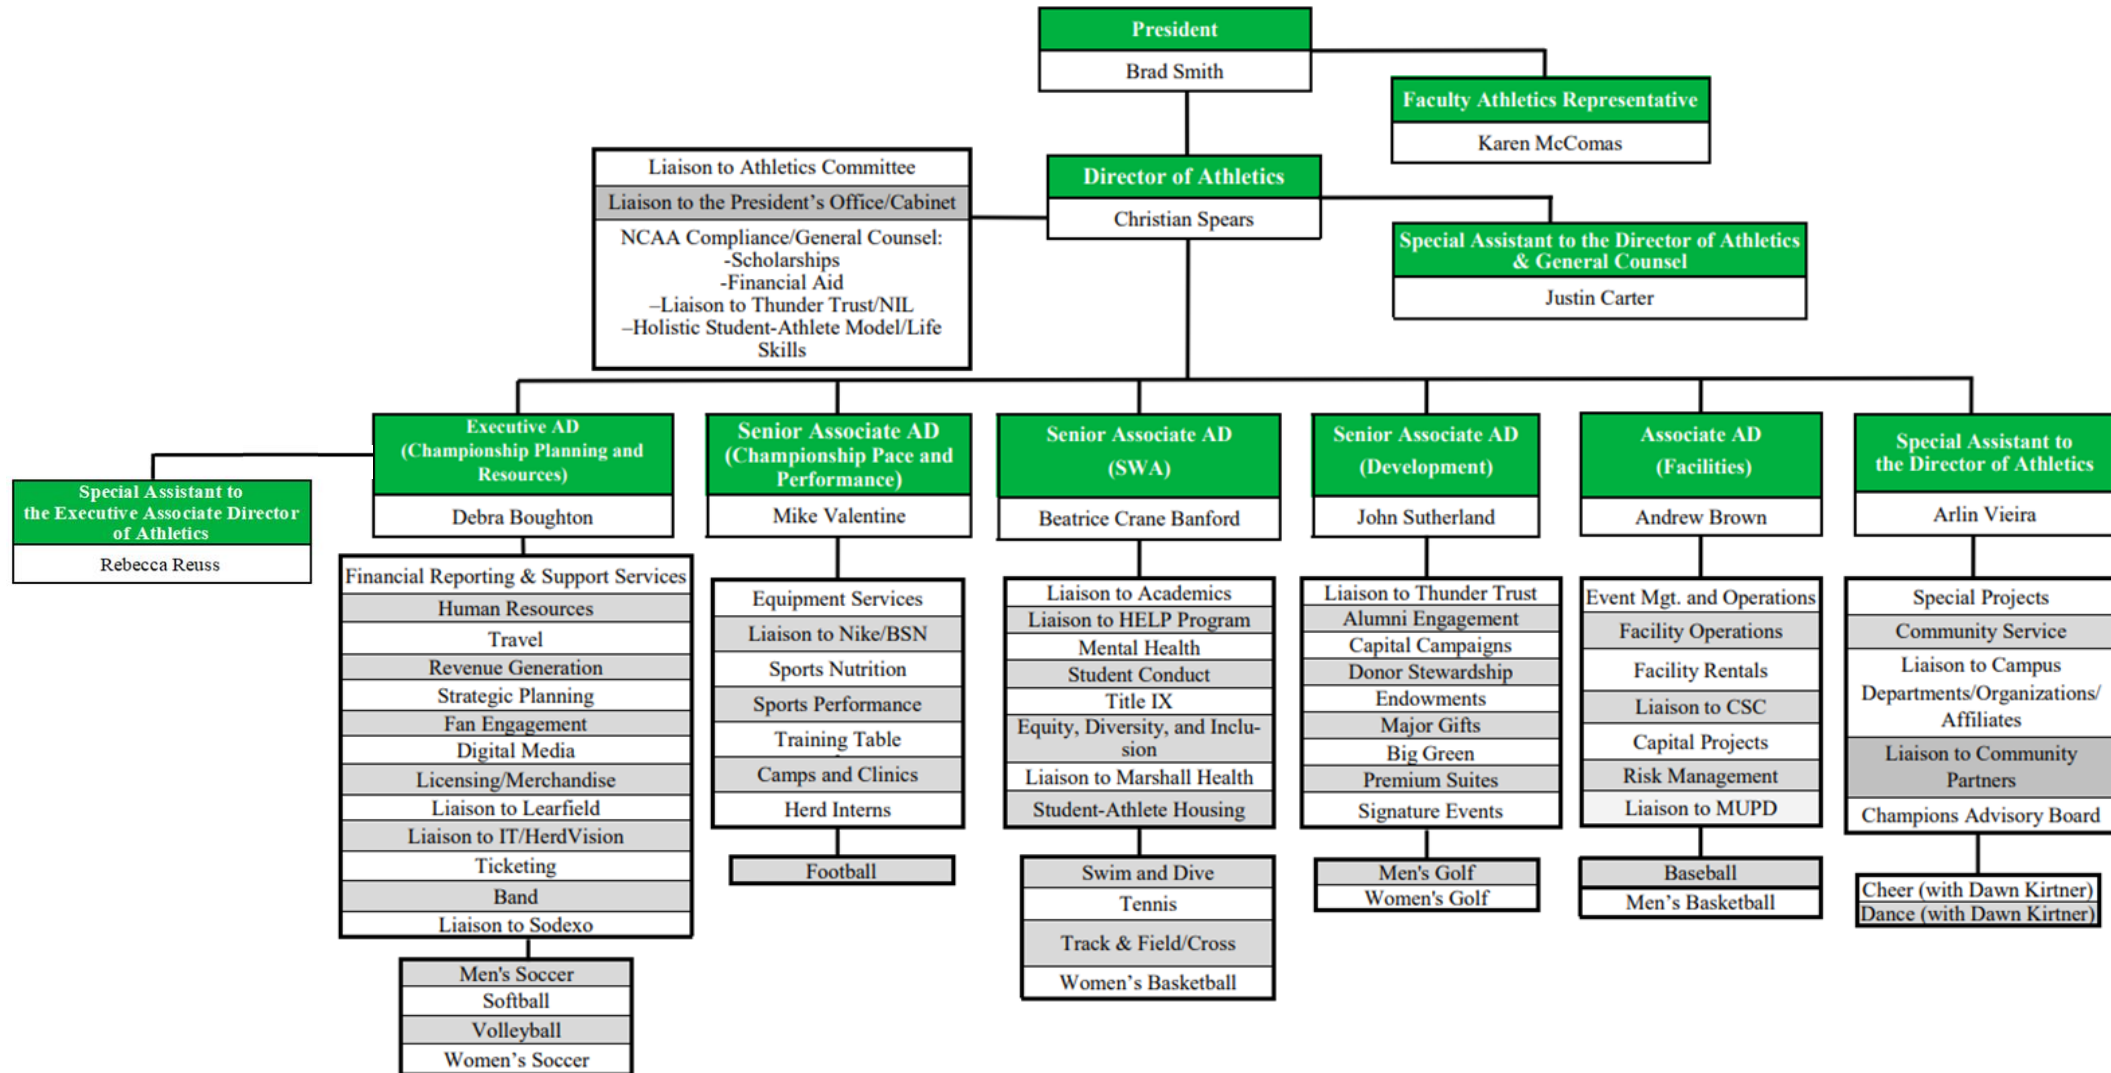 President
Brad Smith
Faculty Athletics Representative
Karen McComas
Director of Athletics
Christian Spears
Liaison to Athletics Committee
Liaison to the President’s Office/Cabinet
NCAA Compliance/General Counsel:
-Scholarships
-Financial Aid
–Liaison to Thunder Trust/NIL
–Holistic Student-Athlete Model/Life
Skills
Special Assistant to the Director of Athletics
& General Counsel
Justin Carter
Special Assistant to
the Executive Associate Director
of Athletics
Rebecca Reuss
Executive AD
(Championship Planning and
Resources)
Debra Boughton
Financial Reporting & Support Services
Human Resources
Travel
Revenue Generation
Strategic Planning
Fan Engagement
Digital Media
Licensing/Merchandise
Liaison to Learfield
Liaison to IT/HerdVision
Ticketing
Band
Liaison to Sodexo
Men's Soccer
Softball
Volleyball
Women’s Soccer
Senior Associate AD
(Championship Pace and
Performance)
Mike Valentine
Equipment Services
Liaison to Nike/BSN
Sports Nutrition
Sports Performance
Training Table
Camps and Clinics
Herd Interns
Football
Senior Associate AD
(SWA)
Beatrice Crane Banford
Liaison to Academics
Liaison to HELP Program
Mental Health
Student Conduct
Title IX
Equity, Diversity, and Inclu-
sion
Liaison to Marshall Health
Student-Athlete Housing
Swim and Dive
Tennis
Track & Field/Cross
Women’s Basketball
Senior Associate AD
(Development)
John Sutherland
Liaison to Thunder Trust
Alumni Engagement
Capital Campaigns
Donor Stewardship
Endowments
Major Gifts
Big Green
Premium Suites
Signature Events
Men's Golf
Women's Golf
Associate AD
(Facilities)
Andrew Brown
Event Mgt. and Operations
Facility Operations
Facility Rentals
Liaison to CSC
Capital Projects
Risk Management
Liaison to MUPD
Baseball
Men’s Basketball
Special Assistant to
the Director of Athletics
Arlin Vieira
Special Projects
Community Service
Liaison to Campus
Departments/Organizations/
Affiliates
Liaison to Community
Partners
Champions Advisory Board
Cheer (with Dawn Kirtner)
Dance (with Dawn Kirtner)